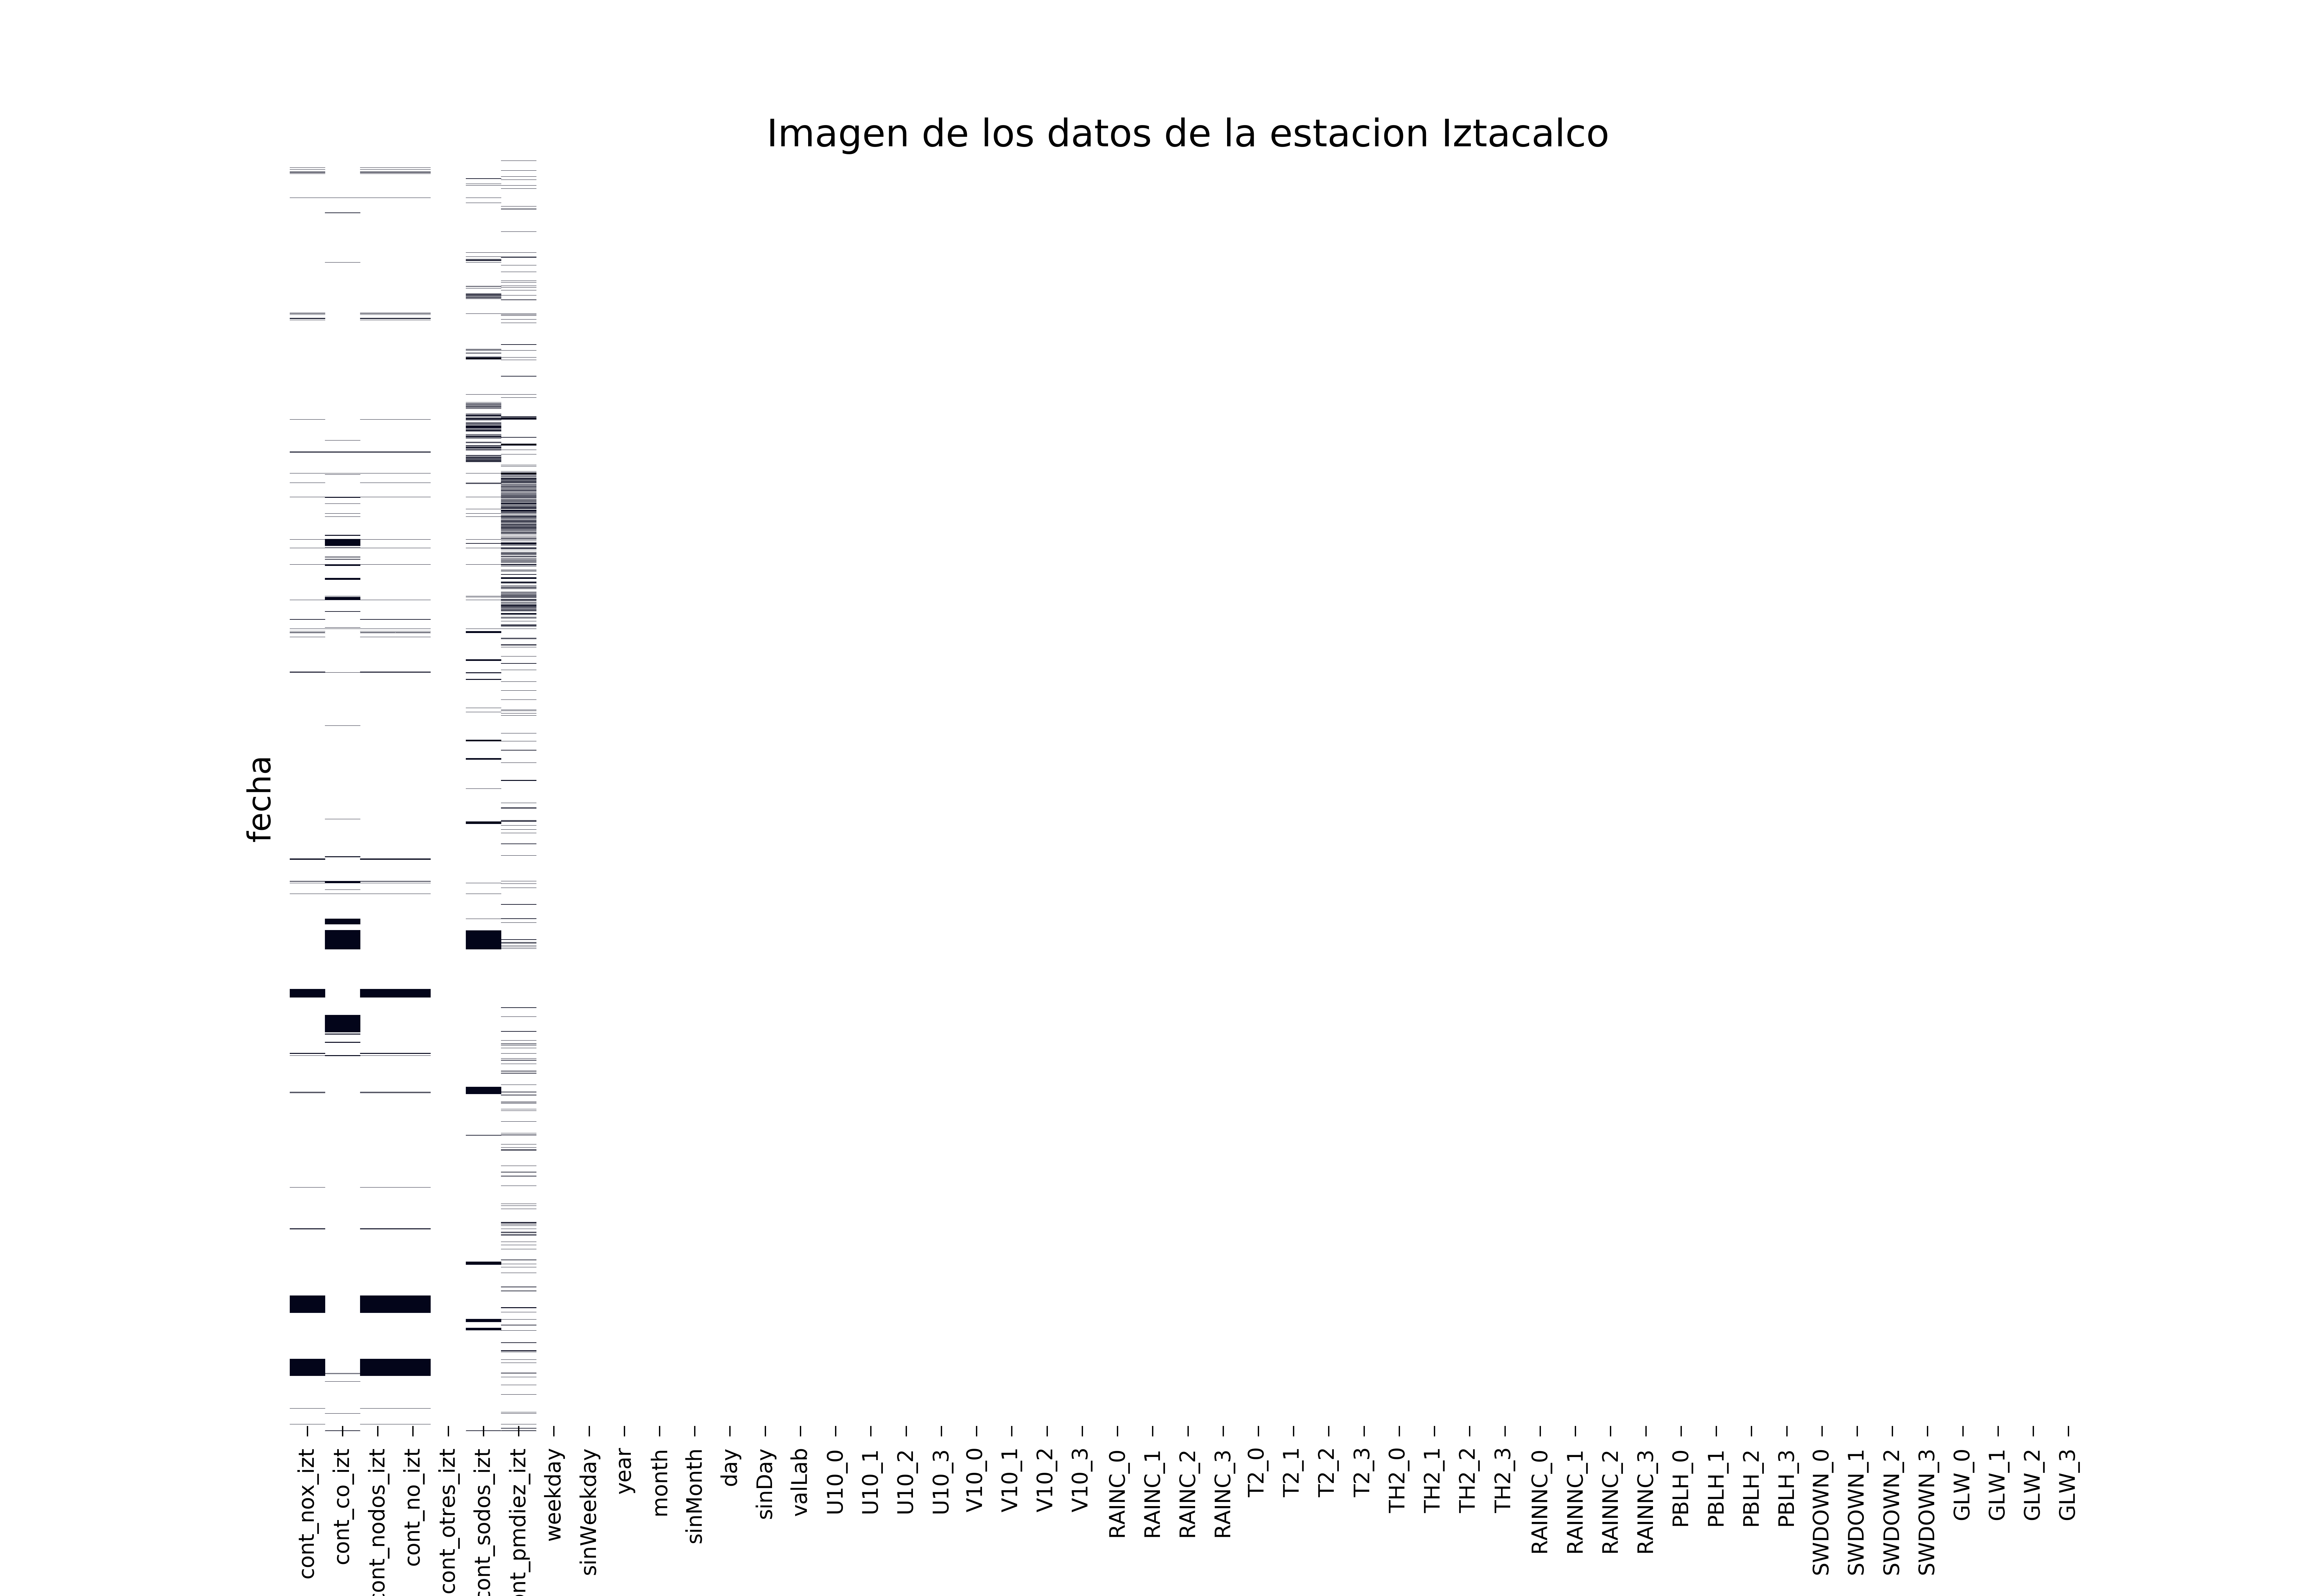 Imagen de los datos de la estacion Iztacalco
fecha
cont_nox_izt
cont_co_izt
cont_nodos_izt
cont_no_izt
cont_otres_izt
cont_sodos_izt
ont_pmdiez_izt
weekday
sinWeekday
year
month
sinMonth
day
sinDay
valLab
U10_0
U10_1
U10_2
U10_3
V10_0
V10_1
V10_2
V10_3
RAINC_0
RAINC_1
RAINC_2
RAINC_3
T2_0
T2_1
T2_2
T2_3
TH2_0
TH2_1
TH2_2
TH2_3
RAINNC_0
RAINNC_1
RAINNC_2
RAINNC_3
PBLH_0
PBLH_1
PBLH_2
PBLH_3
SWDOWN_0
SWDOWN_1
SWDOWN_2
SWDOWN_3
GLW_0
GLW_1
GLW_2
GLW_3